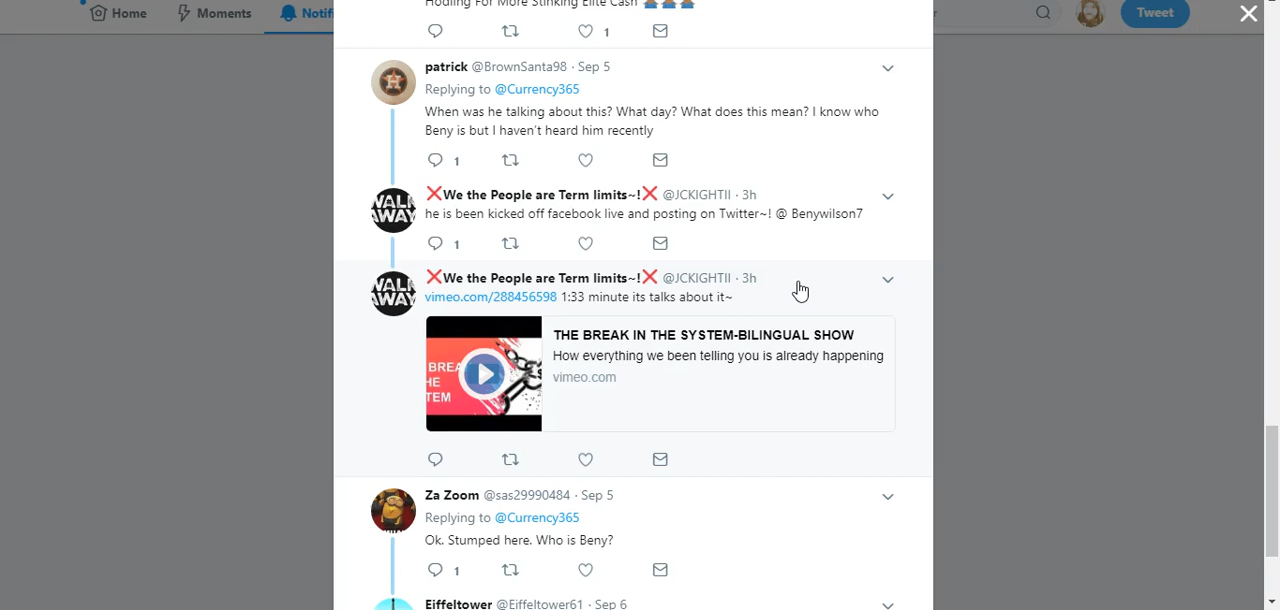 Home
Moments
Notifi
Tweet
Hodling For More Stinking Elite Cash
1
patrick @BrownSanta98 · Sep 5
Replying to @Currency365
When was he talking about this? What day? What does this mean? I know who
Beny is but I haven't heard him recently
1
❌We the People are Term limits~!❌ @JCKIGHTII · 3h
he is been kicked off facebook live and posting on Twitter~! @ Benywilson7
1
❌We the People are Term limits~!❌ @JCKIGHTII · 3h
vimeo.com/288456598 1:33 minute its talks about it~
THE BREAK IN THE SYSTEM-BILINGUAL SHOW
How everything we been telling you is already happening
vimeo.com
Za Zoom @sas29990484 · Sep 5
Replying to @Currency365
Ok. Stumped here. Who is Beny?
1
Eiffeltower @Eiffeltower61 · Sep 6